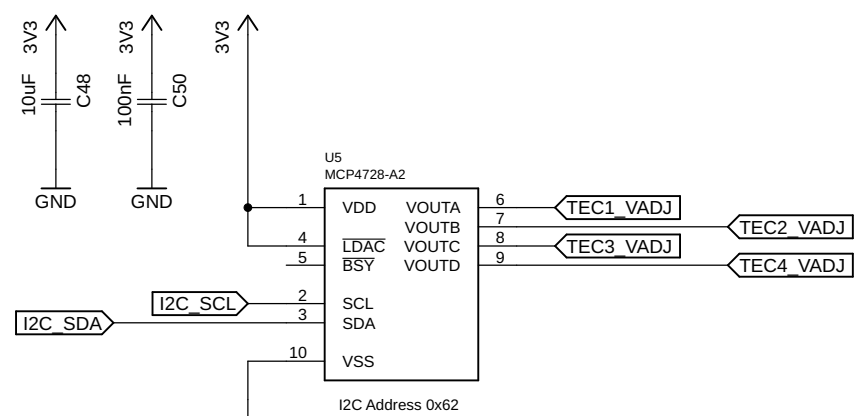 3V3
10uF
C48
GND
3V3
100nF
C50
GND
3V3
U5
MCP4728-A2
1
VDD
4
LDAC
5
BSY
2
SCL
3
SDA
10
VSS
VOUTA
6
TEC1_VADJ
VOUTB
7
TEC2_VADJ
VOUTC
8
TEC3_VADJ
VOUTD
9
TEC4_VADJ
I2C_SCL
I2C_SDA
I2C Address 0x62